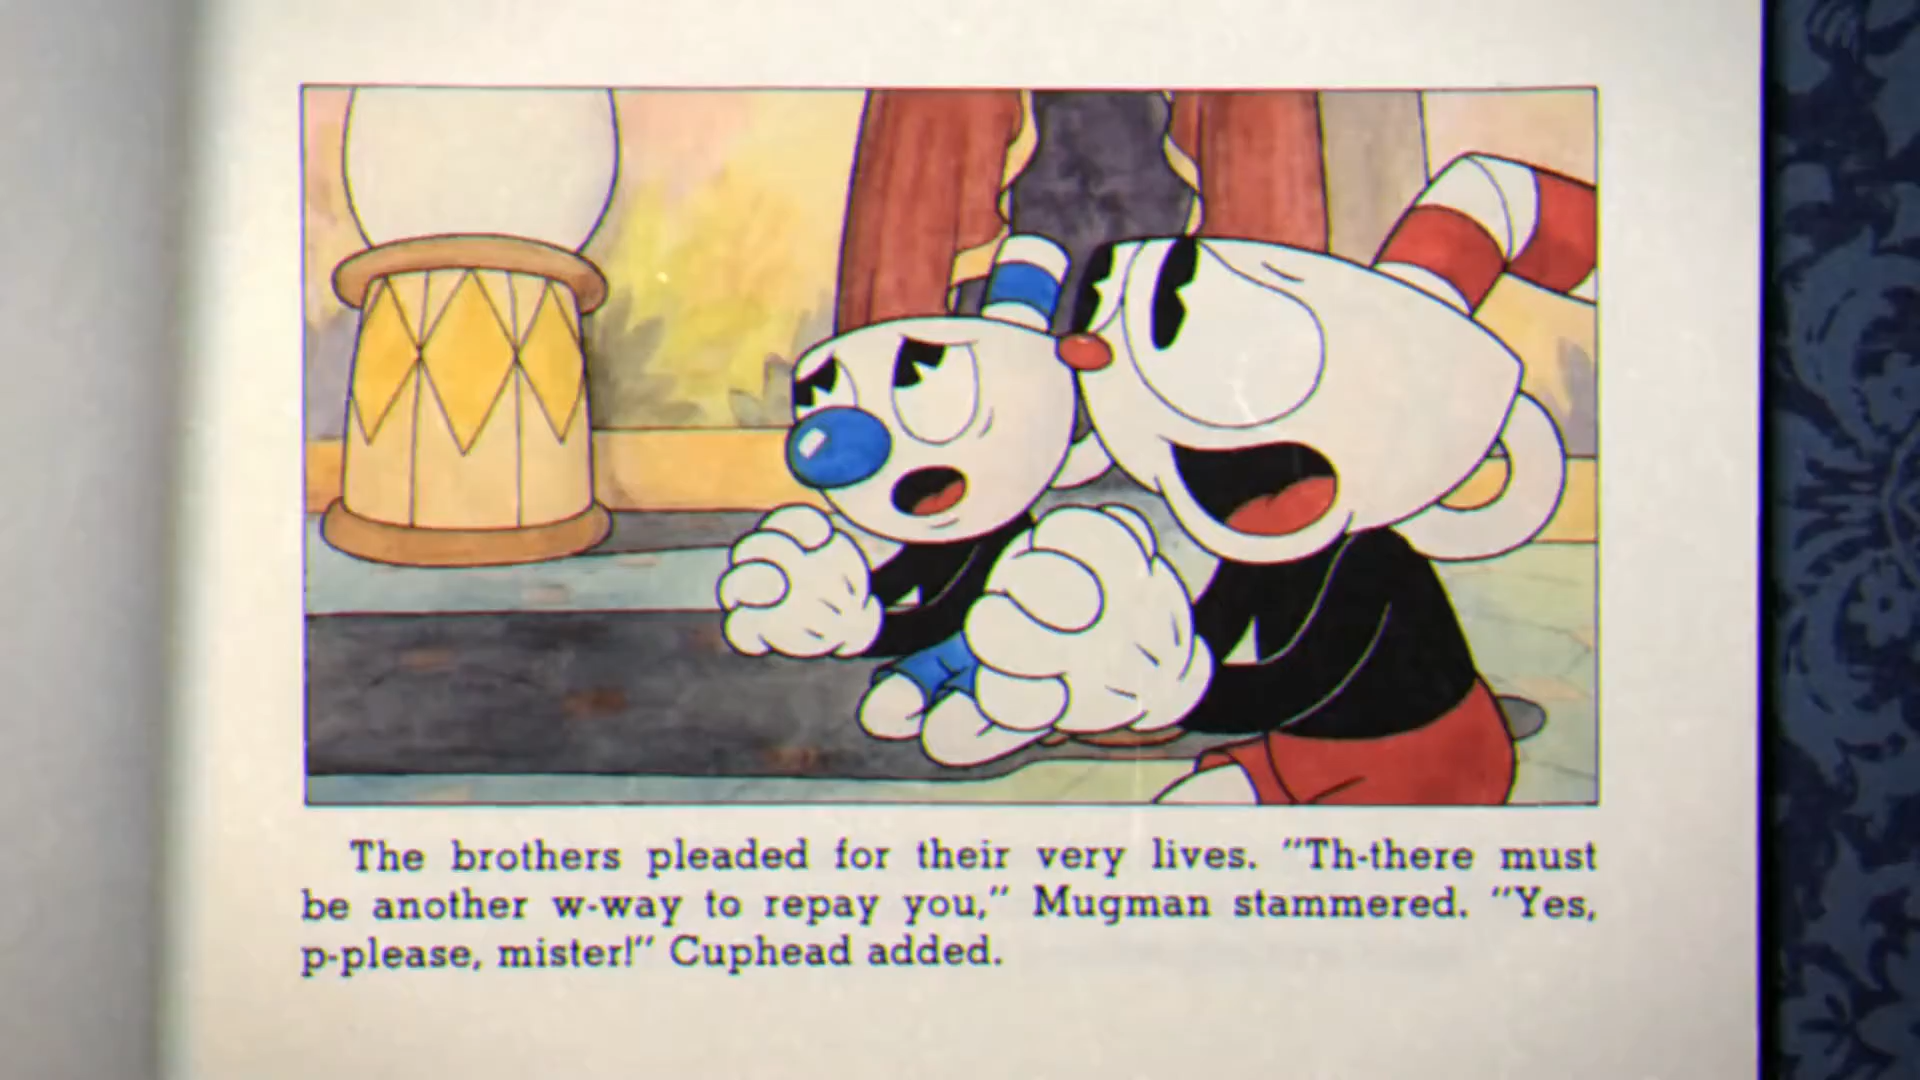 The brothers pleaded for their very lives. "Th-there must
be another w-way to repay you," Mugman stammered. "Yes,
p-please, mister!" Cuphead added.